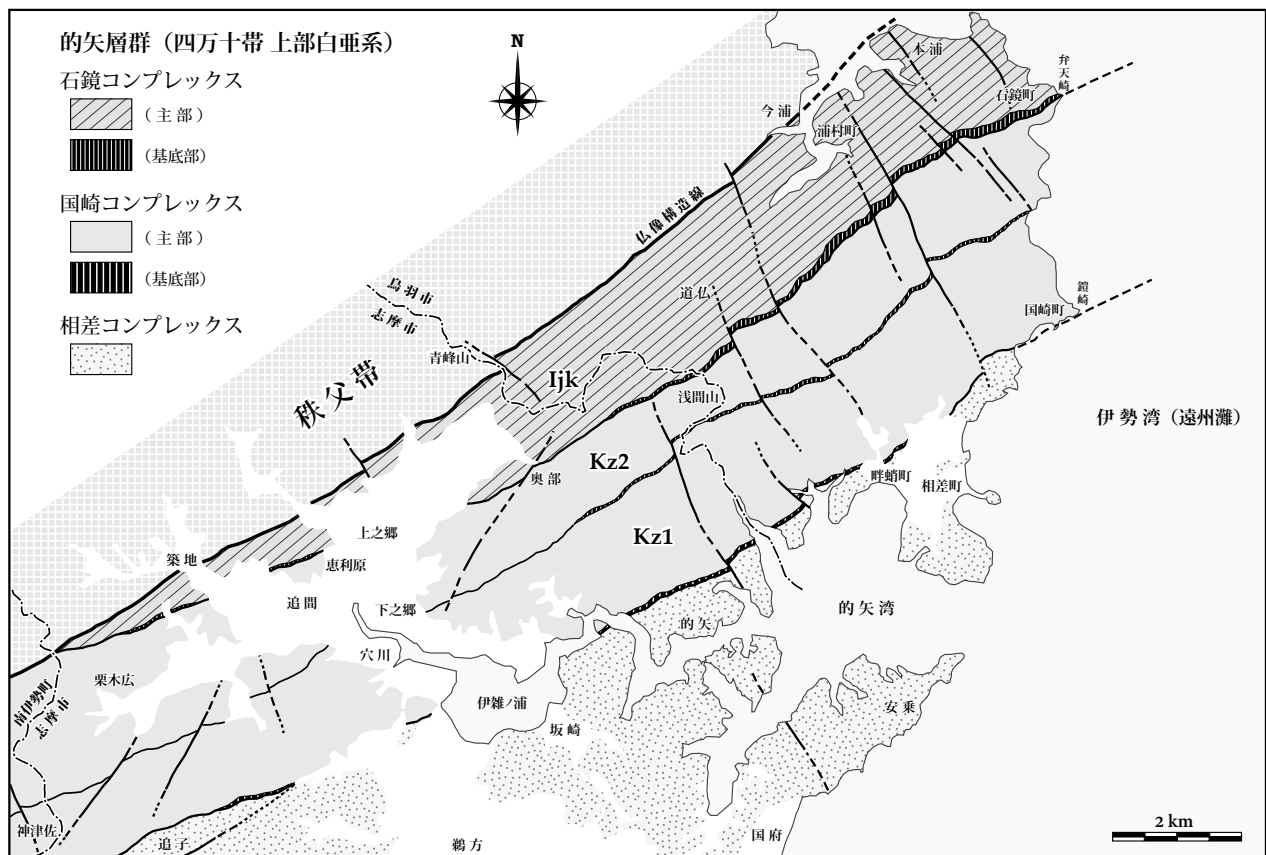 的矢層群（四万十帯 上部白亜系）
石鏡コンプレックス
（主部）
（基底部）
国崎コンプレックス
（主部）
（基底部）
相差コンプレックス
N
本浦
弁天崎
石鏡町
今浦
浦村町
仏像構造線
鳥羽市
志摩市
道仏
鎧崎
国崎町
青峰山
秩父帯
Ijk
浅間山
伊勢湾（遠州灘）
Kz2
奥部
畔蛸町
相差町
上之郷
Kz1
築地
恵利原
追間
下之郷
的矢湾
的矢
穴川
栗木広
南伊勢町
志摩市
伊雑ノ浦
坂崎
安乗
神津佐
追子
鵜方
国府
2 km